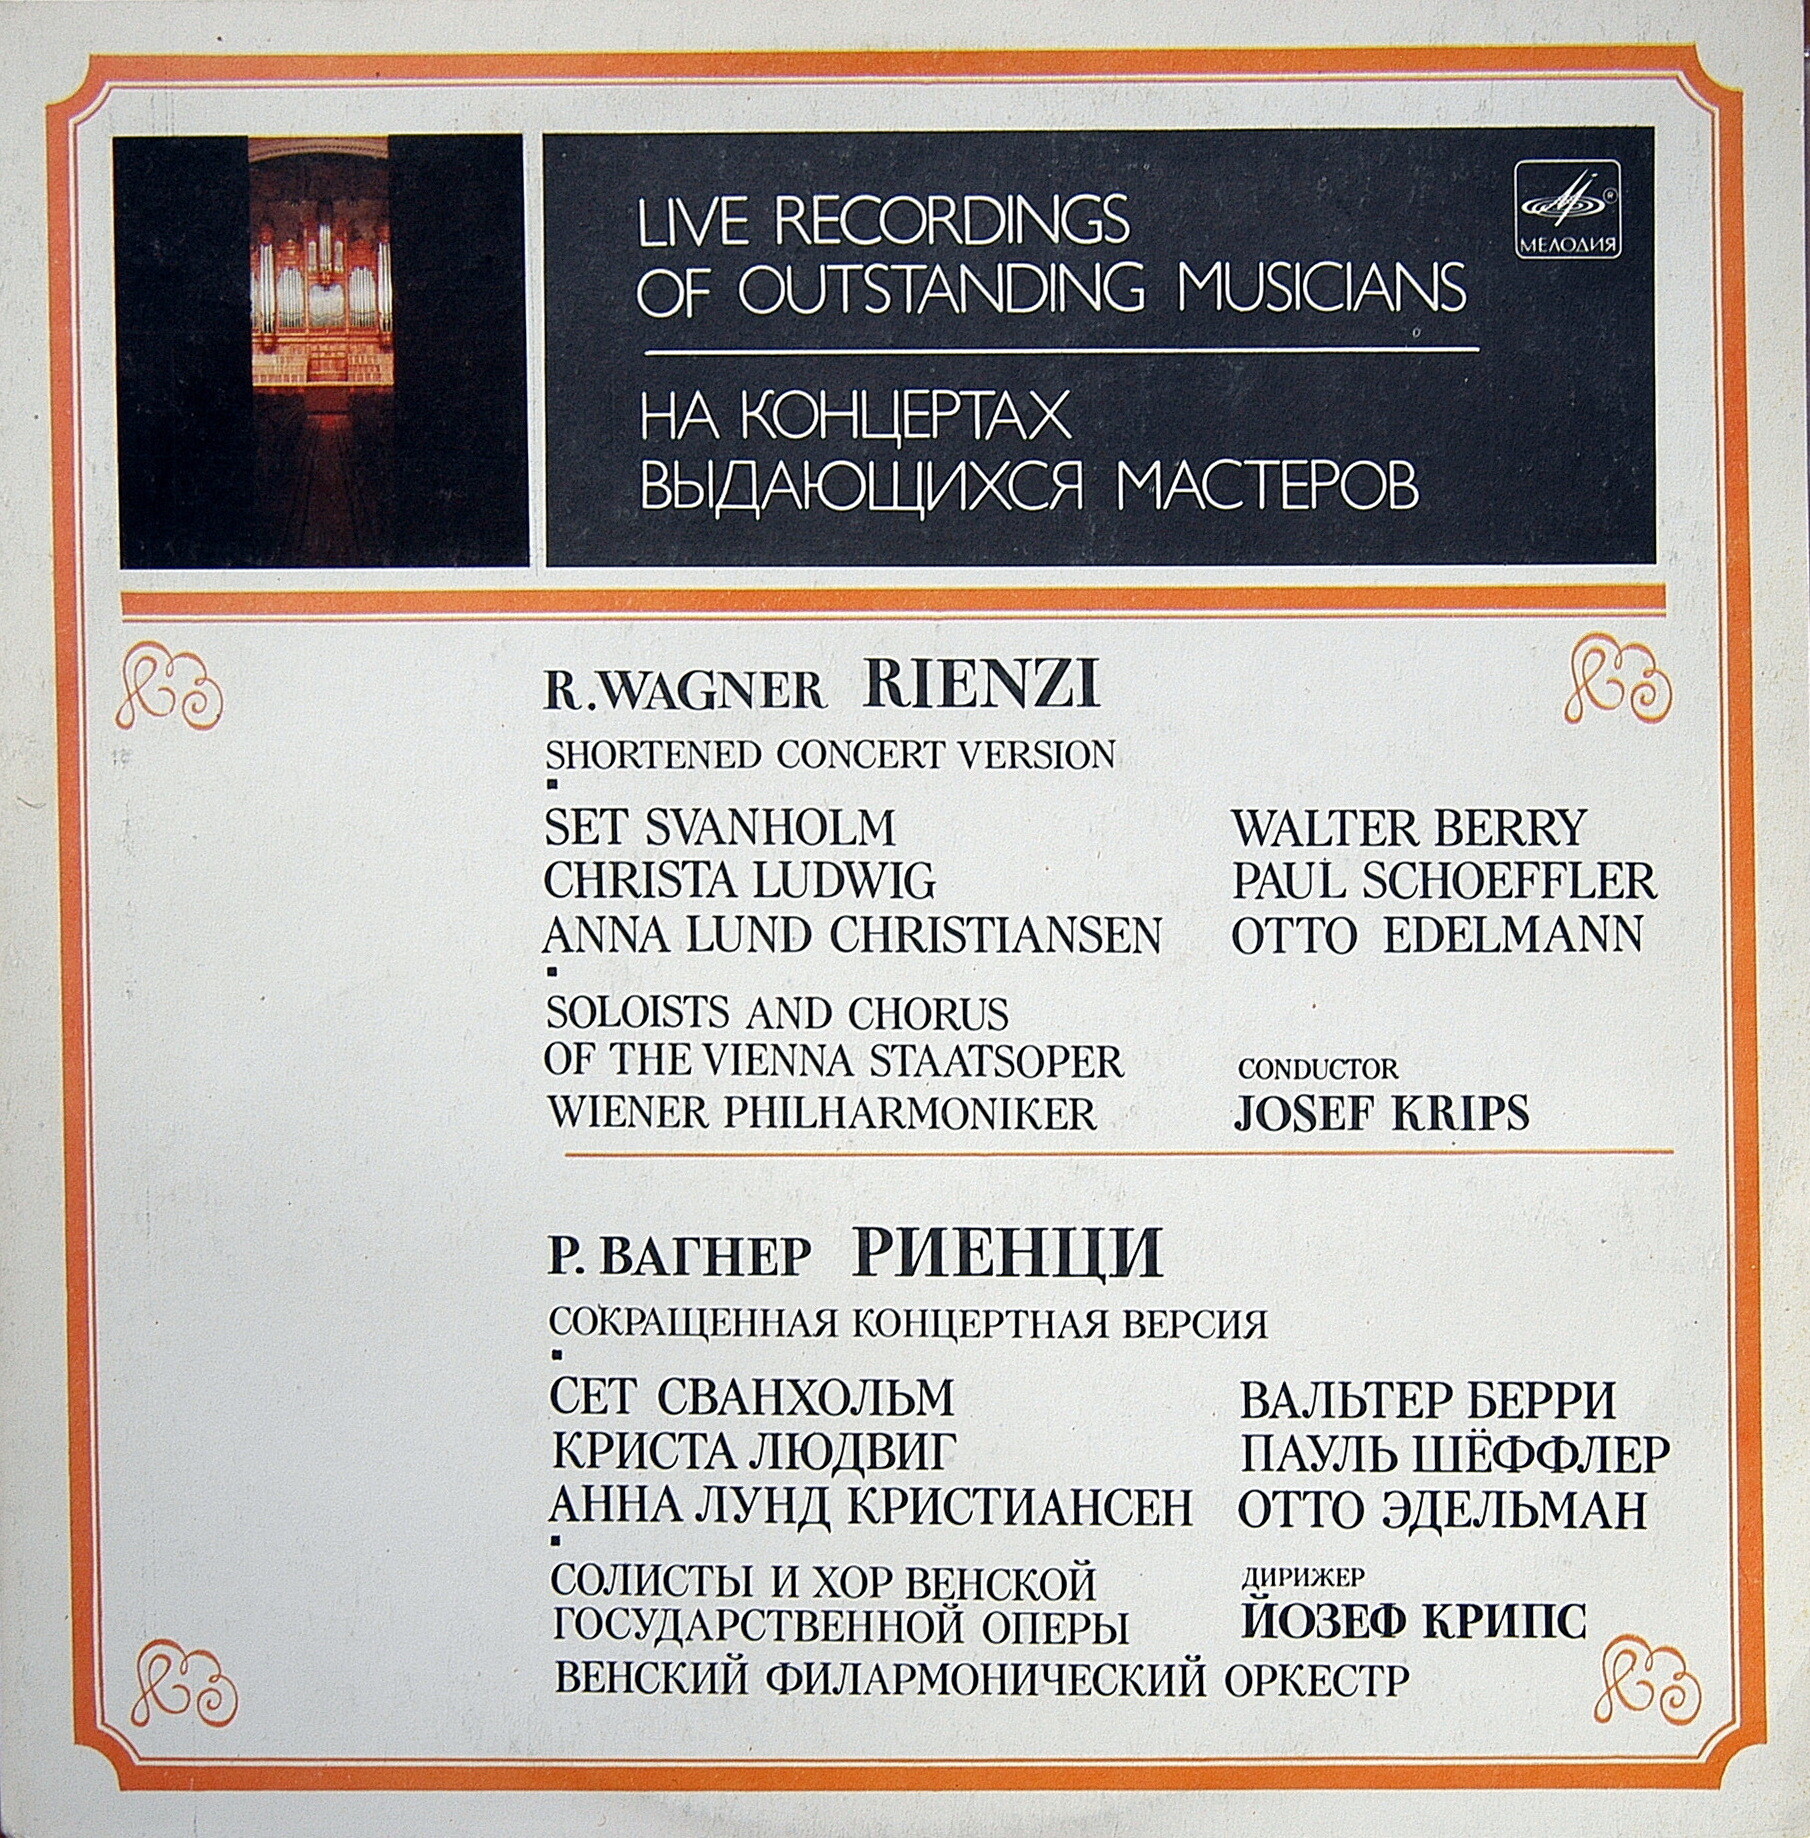 LIVE RECORDINGS
OF OUTSTANDING MUSICIANS
МЕЛОДИЯ
НА КОНЦЕРТАХ
ВЫДАЮЩИХСЯ МАСТЕРОВ
R.WAGNER RIENZI
SHORTENED CONCERT VERSION
SET SVANHOLM
CHRISTA LUDWIG
ANNA LUND CHRISTIANSEN
WALTER BERRY
PAUL SCHOEFFLER
OTTO EDELMANN
SOLOISTS AND CHORUS
OF THE VIENNA STAATSOPER
WIENER PHILHARMONIKER
CONDUCTOR
JOSEF KRIPS
Р. ВАГНЕР РИЕНЦИ
СОКРАЩЕННАЯ КОНЦЕРТНАЯ ВЕРСИЯ
СЕТ СВАНХОЛЬМ
КРИСТА ЛЮДВИГ
АННА ЛУНД КРИСТИАНСЕН
ВАЛЬТЕР БЕРРИ
ПАУЛЬ ШЁФФЛЕР
ОТТО ЭДЕЛЬМАН
СОЛИСТЫ И ХОР ВЕНСКОЙ
ГОСУДАРСТВЕННОЙ ОПЕРЫ
ВЕНСКИЙ ФИЛАРМОНИЧЕСКИЙ ОРКЕСТР
ДИРИЖЕР
ЙОЗЕФ КРИПС